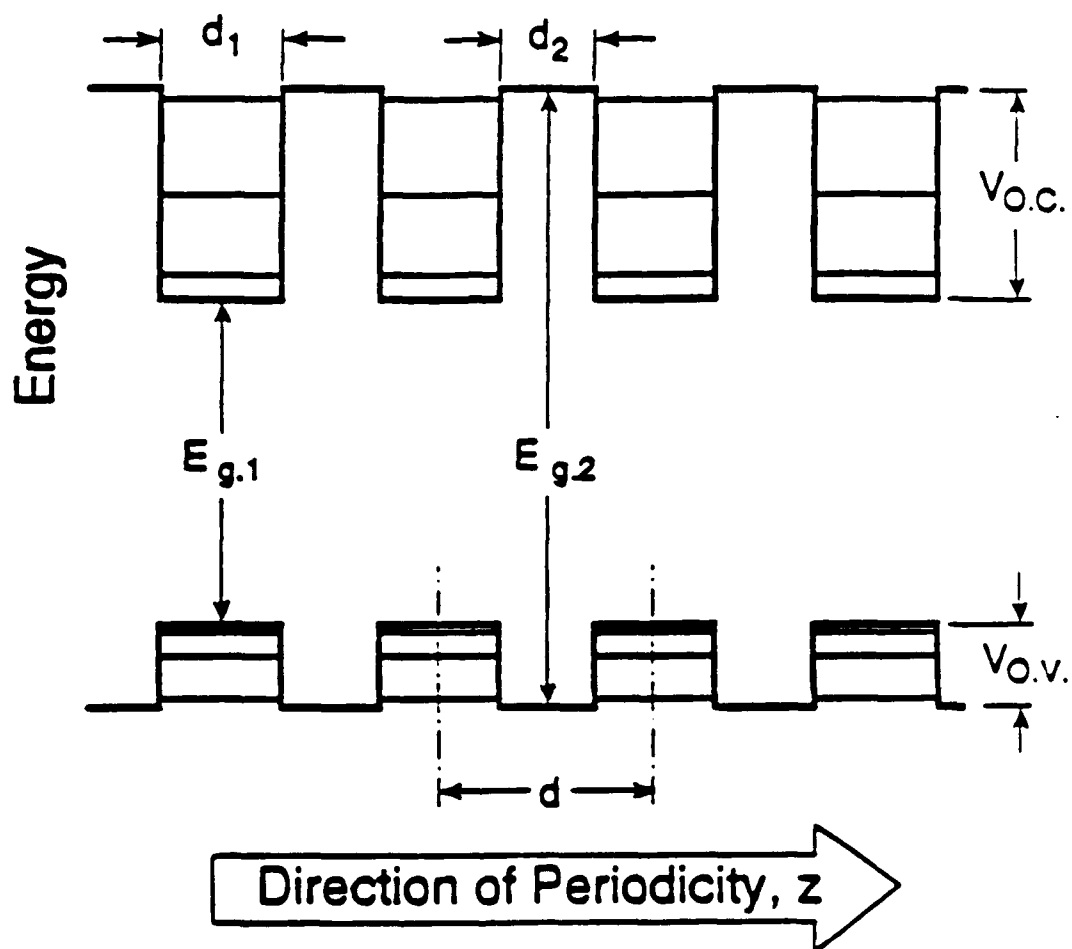 d1
d2
VO.C.
Energy
Eg.1
Eg.2
VO.V.
d
Direction of Periodicity, z